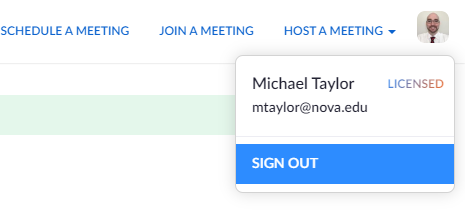 SCHEDULE A MEETING JOIN A MEETING HOST A MEETING
Michael Taylor LICENSED
mtaylor@nova.edu
SIGN OUT